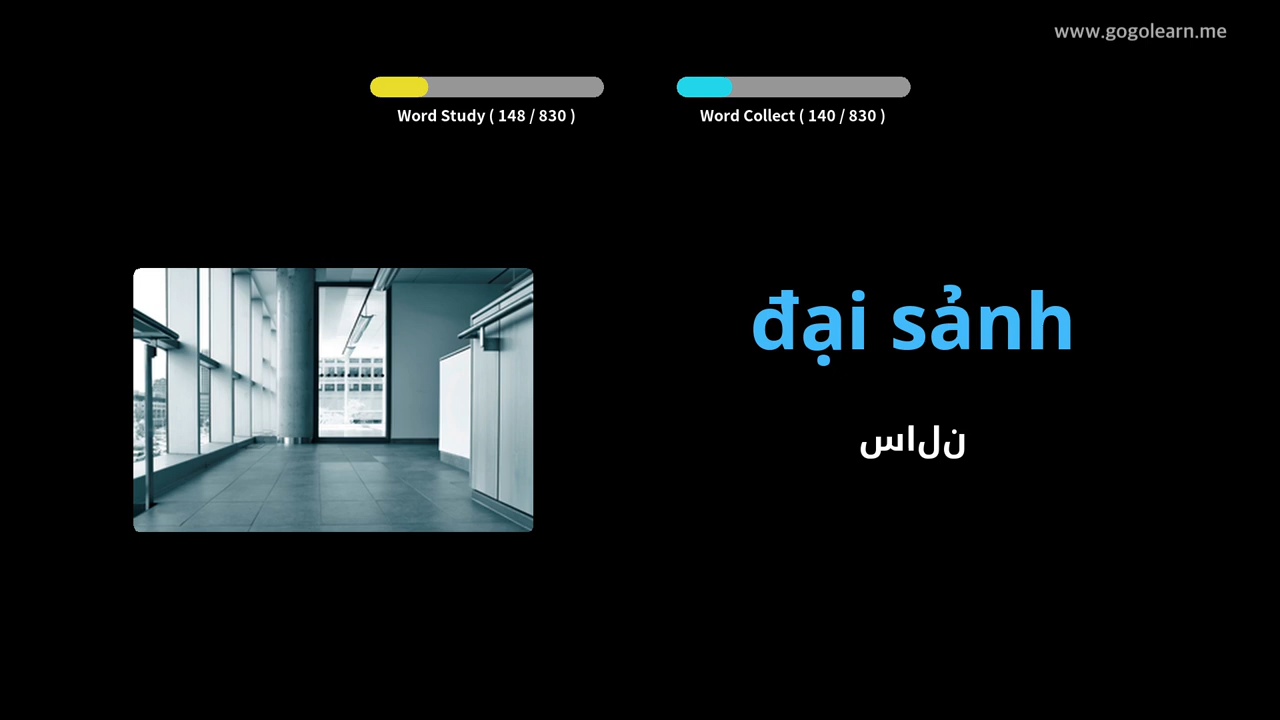 www.gogolearn.me
Word Study ( 148 / 830 )
Word Collect ( 140 / 830 )
đại sảnh
سالن